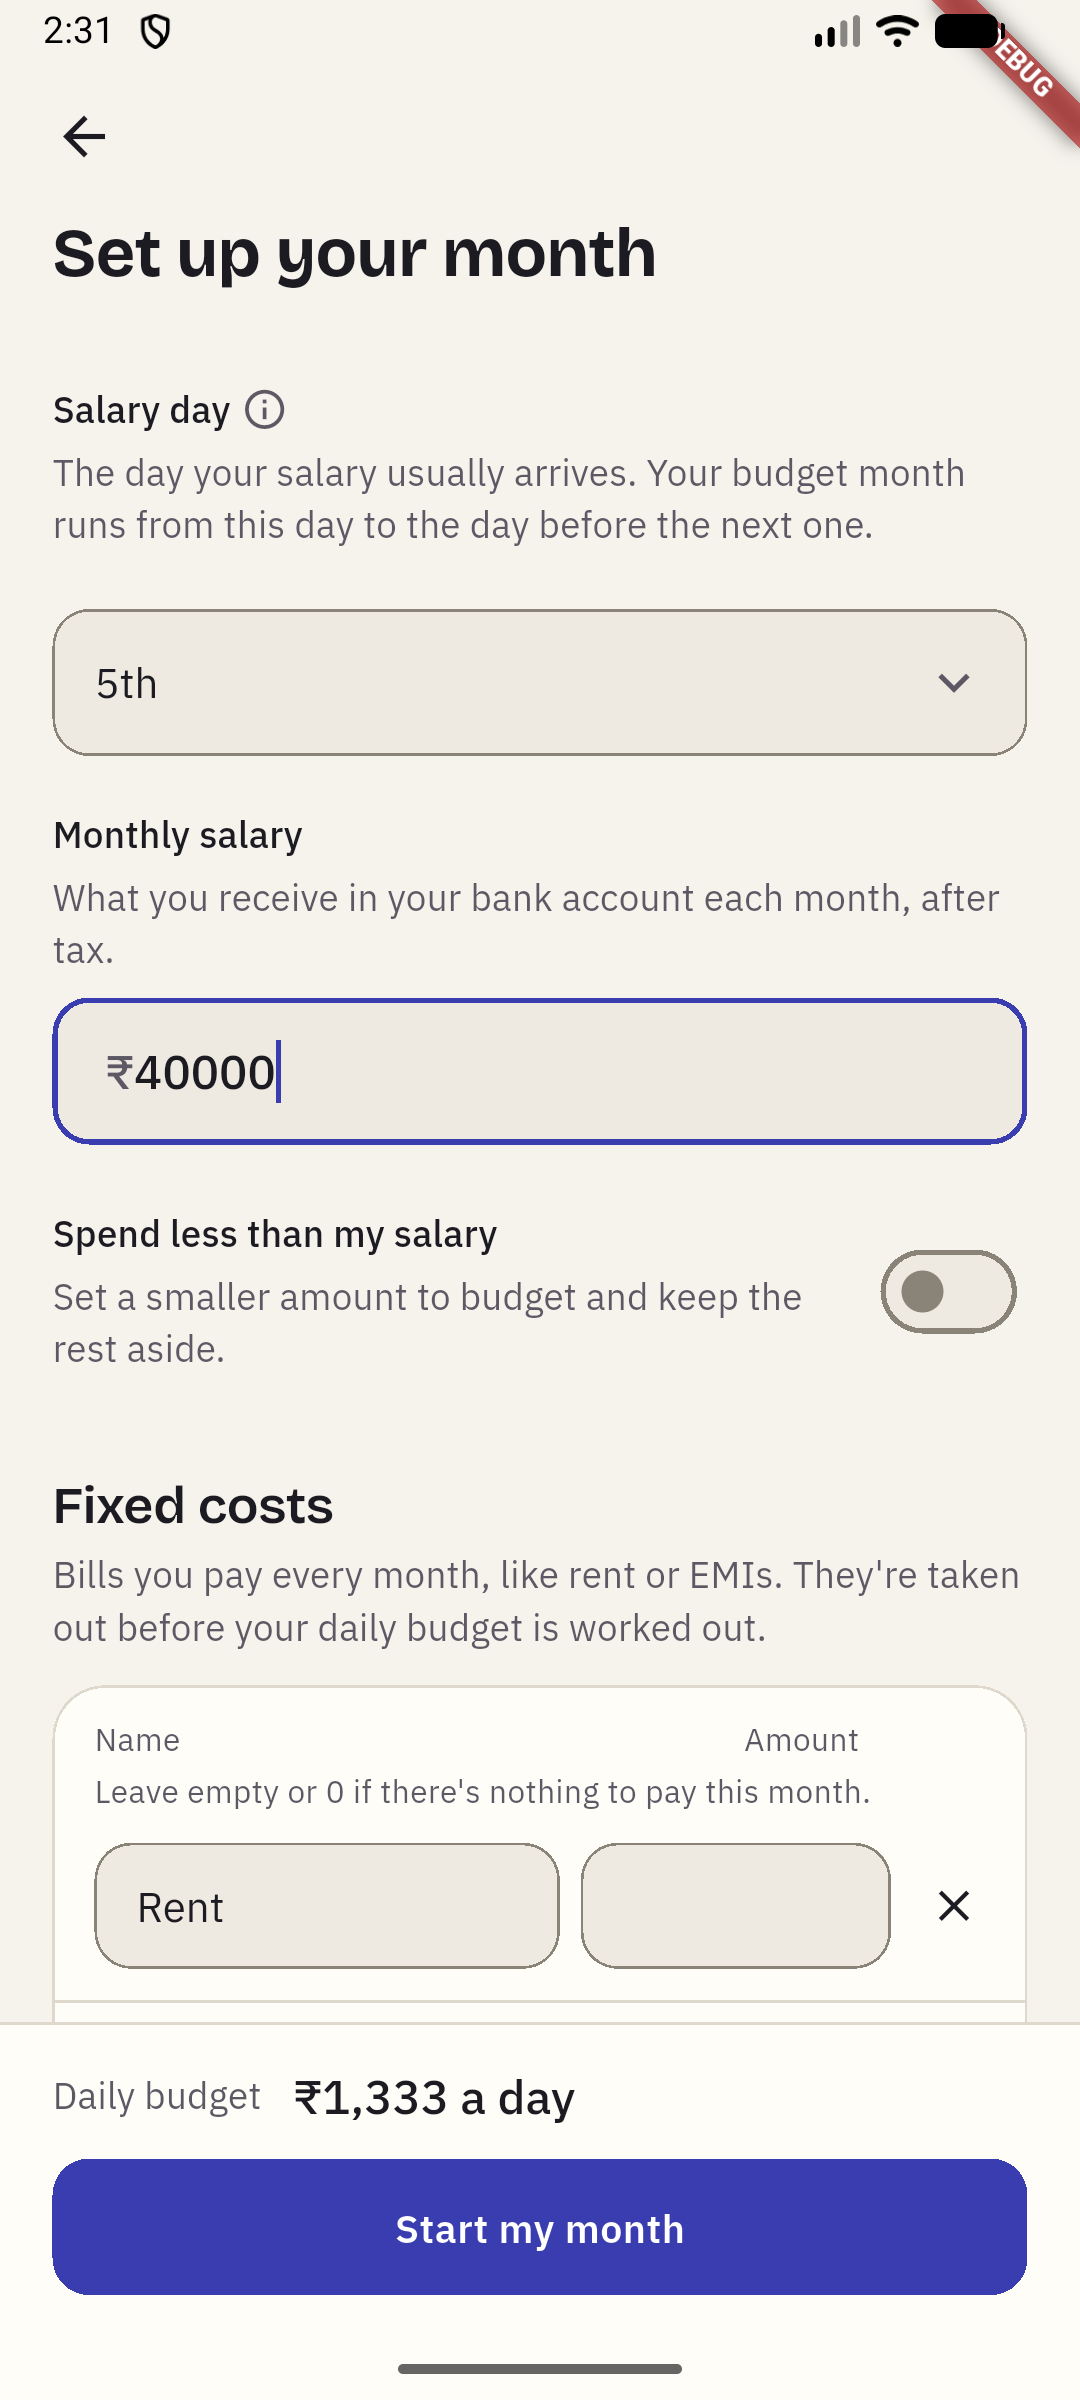 2:31
EBUG
Set up your month
Salary day
The day your salary usually arrives. Your budget month
runs from this day to the day before the next one.
5th
Monthly salary
What you receive in your bank account each month, after
tax.
₹40000
Spend less than my salary
Set a smaller amount to budget and keep the
rest aside.
Fixed costs
Bills you pay every month, like rent or EMIs. They're taken
out before your daily budget is worked out.
Name Amount
Leave empty or 0 if there's nothing to pay this month.
Rent
Daily budget ₹1,333 a day
Start my month